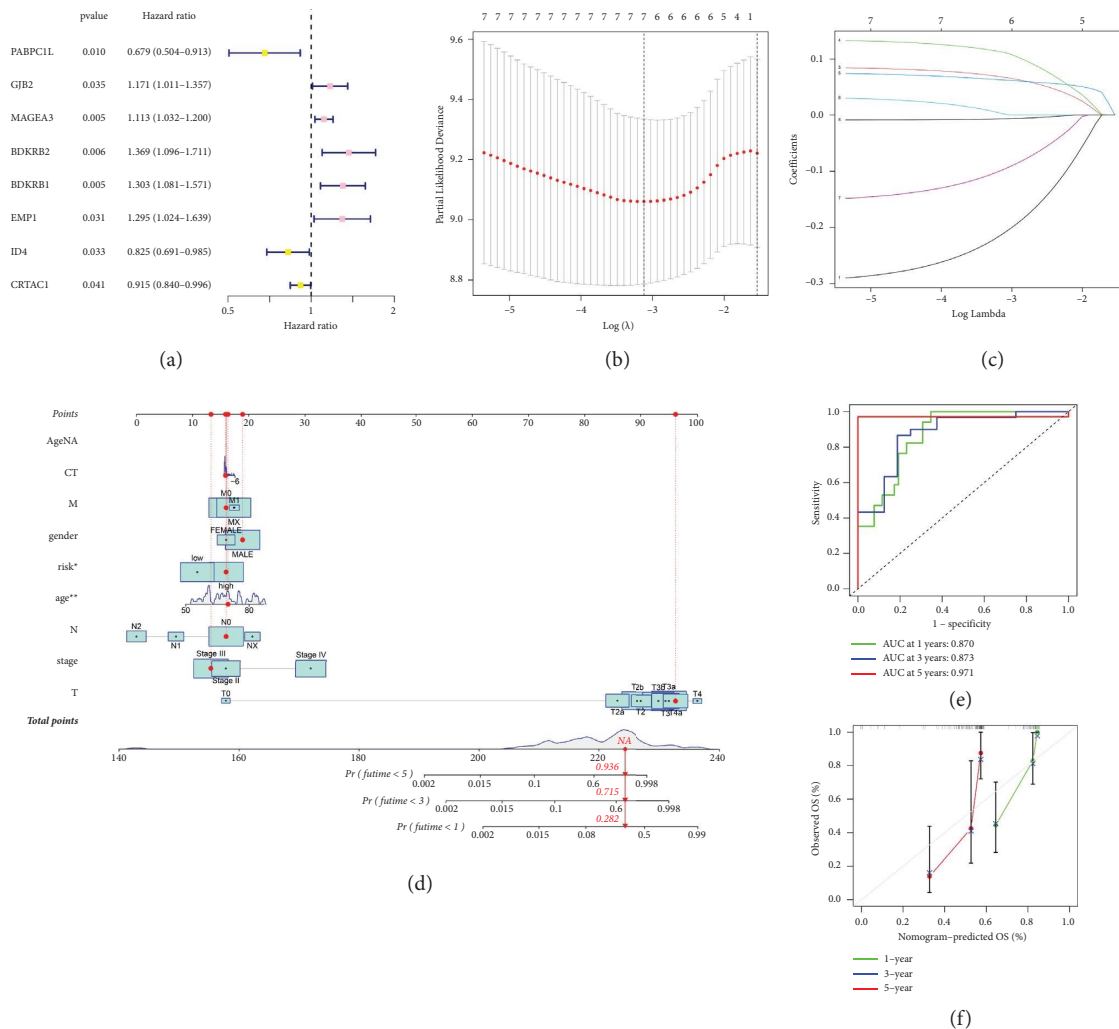 pvalue Hazard ratio
PABPC1L 0.010 0.679 (0.504–0.913)
GJB2 0.035 1.171 (1.011–1.357)
MAGEA3 0.005 1.113 (1.032–1.200)
BDKRB2 0.006 1.369 (1.096–1.711)
BDKRB1 0.005 1.303 (1.081–1.571)
EMP1 0.031 1.295 (1.024–1.639)
ID4 0.033 0.825 (0.691–0.985)
CRTAC1 0.041 0.915 (0.840–0.996)
0.5 1 2
Hazard ratio
(a)
7 7 7 7 7 7 7 7 7 7 7 7 6 6 6 5 4 1
9.6
9.4
9.2
9.0
8.8
Partial Likelihood Deviance
−5 −4 −3 −2
Log (λ)
(b)
7 7 6 5
0.1
0.0
−0.1
−0.2
−0.3
Coefficients
−5 −4 −3 −2
Log Lambda
(c)
Points
0 10 20 30 40 50 60 70 80 90 100
AgeNA
CT
−6
M
M0
M1
MX
gender
FEMALE
MALE
risk*
low
high
age**
50 80
N
N2
N1
N0
NX
stage
Stage III
Stage II
Stage IV
T
T0
T2a
T2b
T2
T3a
T4a
T4
Total points
140 160 180 200 220 240
NA
0.936
Pr ( futime < 5)
0.002 0.015 0.1 0.6 0.998
0.715
Pr ( futime < 3)
0.002 0.015 0.1 0.6 0.998
0.282
Pr ( futime < 1)
0.002 0.015 0.08 0.5 0.99
(d)
1.0
0.8
0.6
0.4
0.2
0.0
Sensitivity
0.0 0.2 0.4 0.6 0.8 1.0
1 − specificity
AUC at 1 years: 0.870
AUC at 3 years: 0.873
AUC at 5 years: 0.971
(e)
1.0
0.8
0.6
0.4
0.2
0.0
Observed OS (%)
0.0 0.2 0.4 0.6 0.8 1.0
Nomogram−predicted OS (%)
1−year
3−year
5−year
(f)